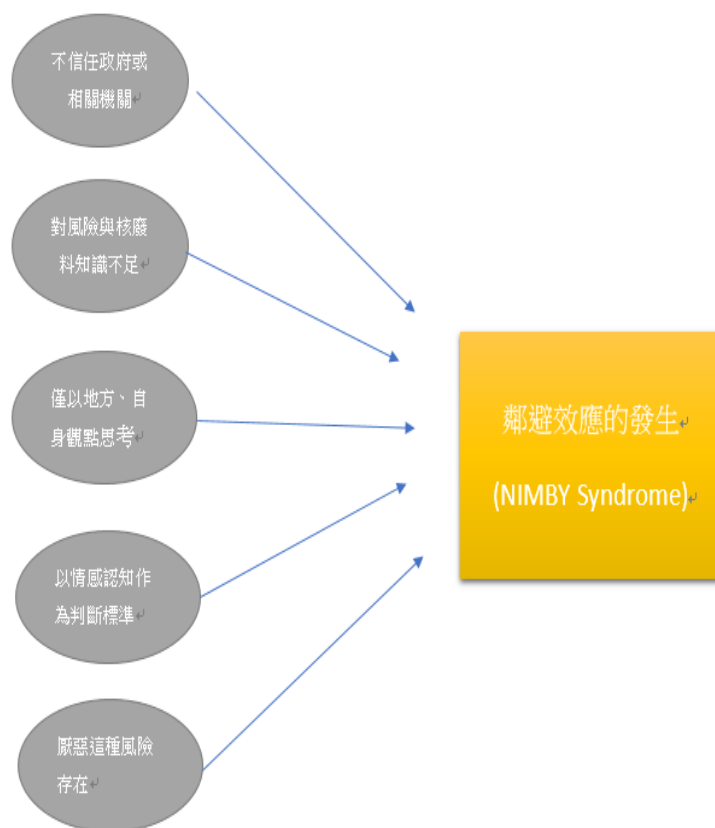 不信任政府或
相關機關
對風險與核廢
料知識不足
僅以地方、自
身觀點思考
以情感認知作
為判斷標準
厭惡這種風險
存在
鄰避效應的發生
(NIMBY Syndrome)